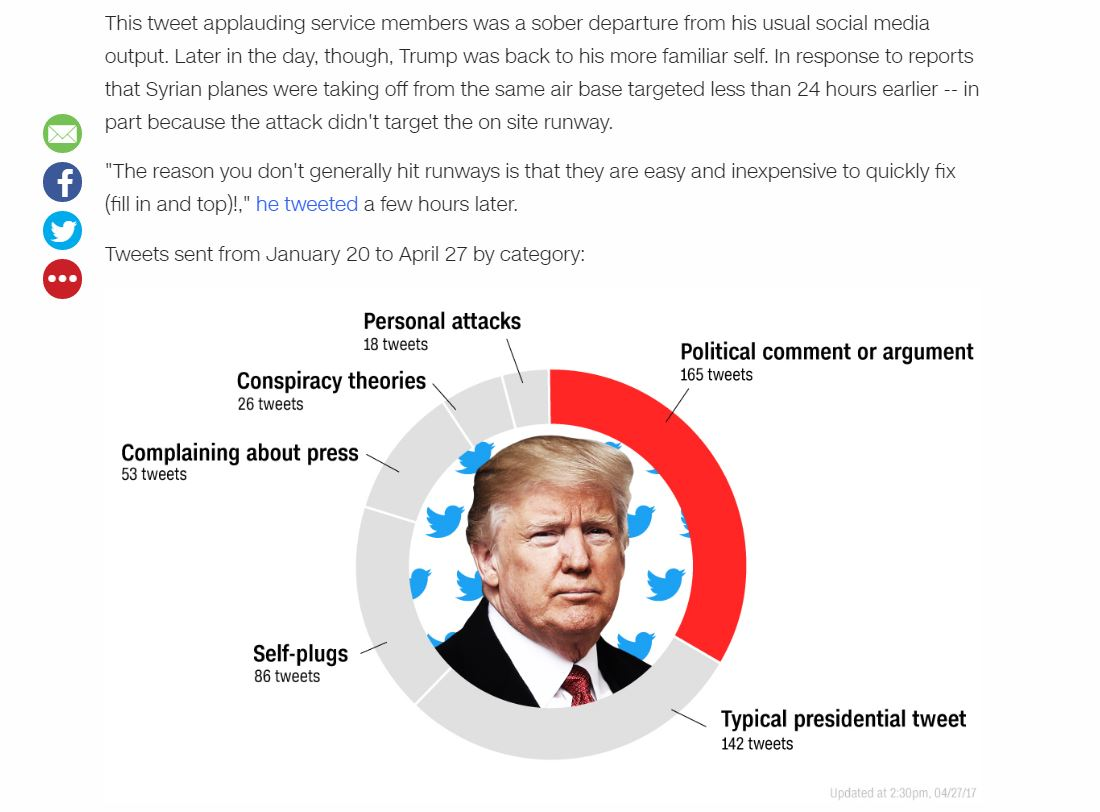 This tweet applauding service members was a sober departure from his usual social media
output. Later in the day, though, Trump was back to his more familiar self. In response to reports
that Syrian planes were taking off from the same air base targeted less than 24 hours earlier -- in
part because the attack didn't target the on site runway.
"The reason you don't generally hit runways is that they are easy and inexpensive to quickly fix
(fill in and top)!," he tweeted a few hours later.
Tweets sent from January 20 to April 27 by category:
Personal attacks
18 tweets
Political comment or argument
165 tweets
Conspiracy theories
26 tweets
Complaining about press
53 tweets
Self-plugs
86 tweets
Typical presidential tweet
142 tweets
Updated at 2:30pm, 04/27/17